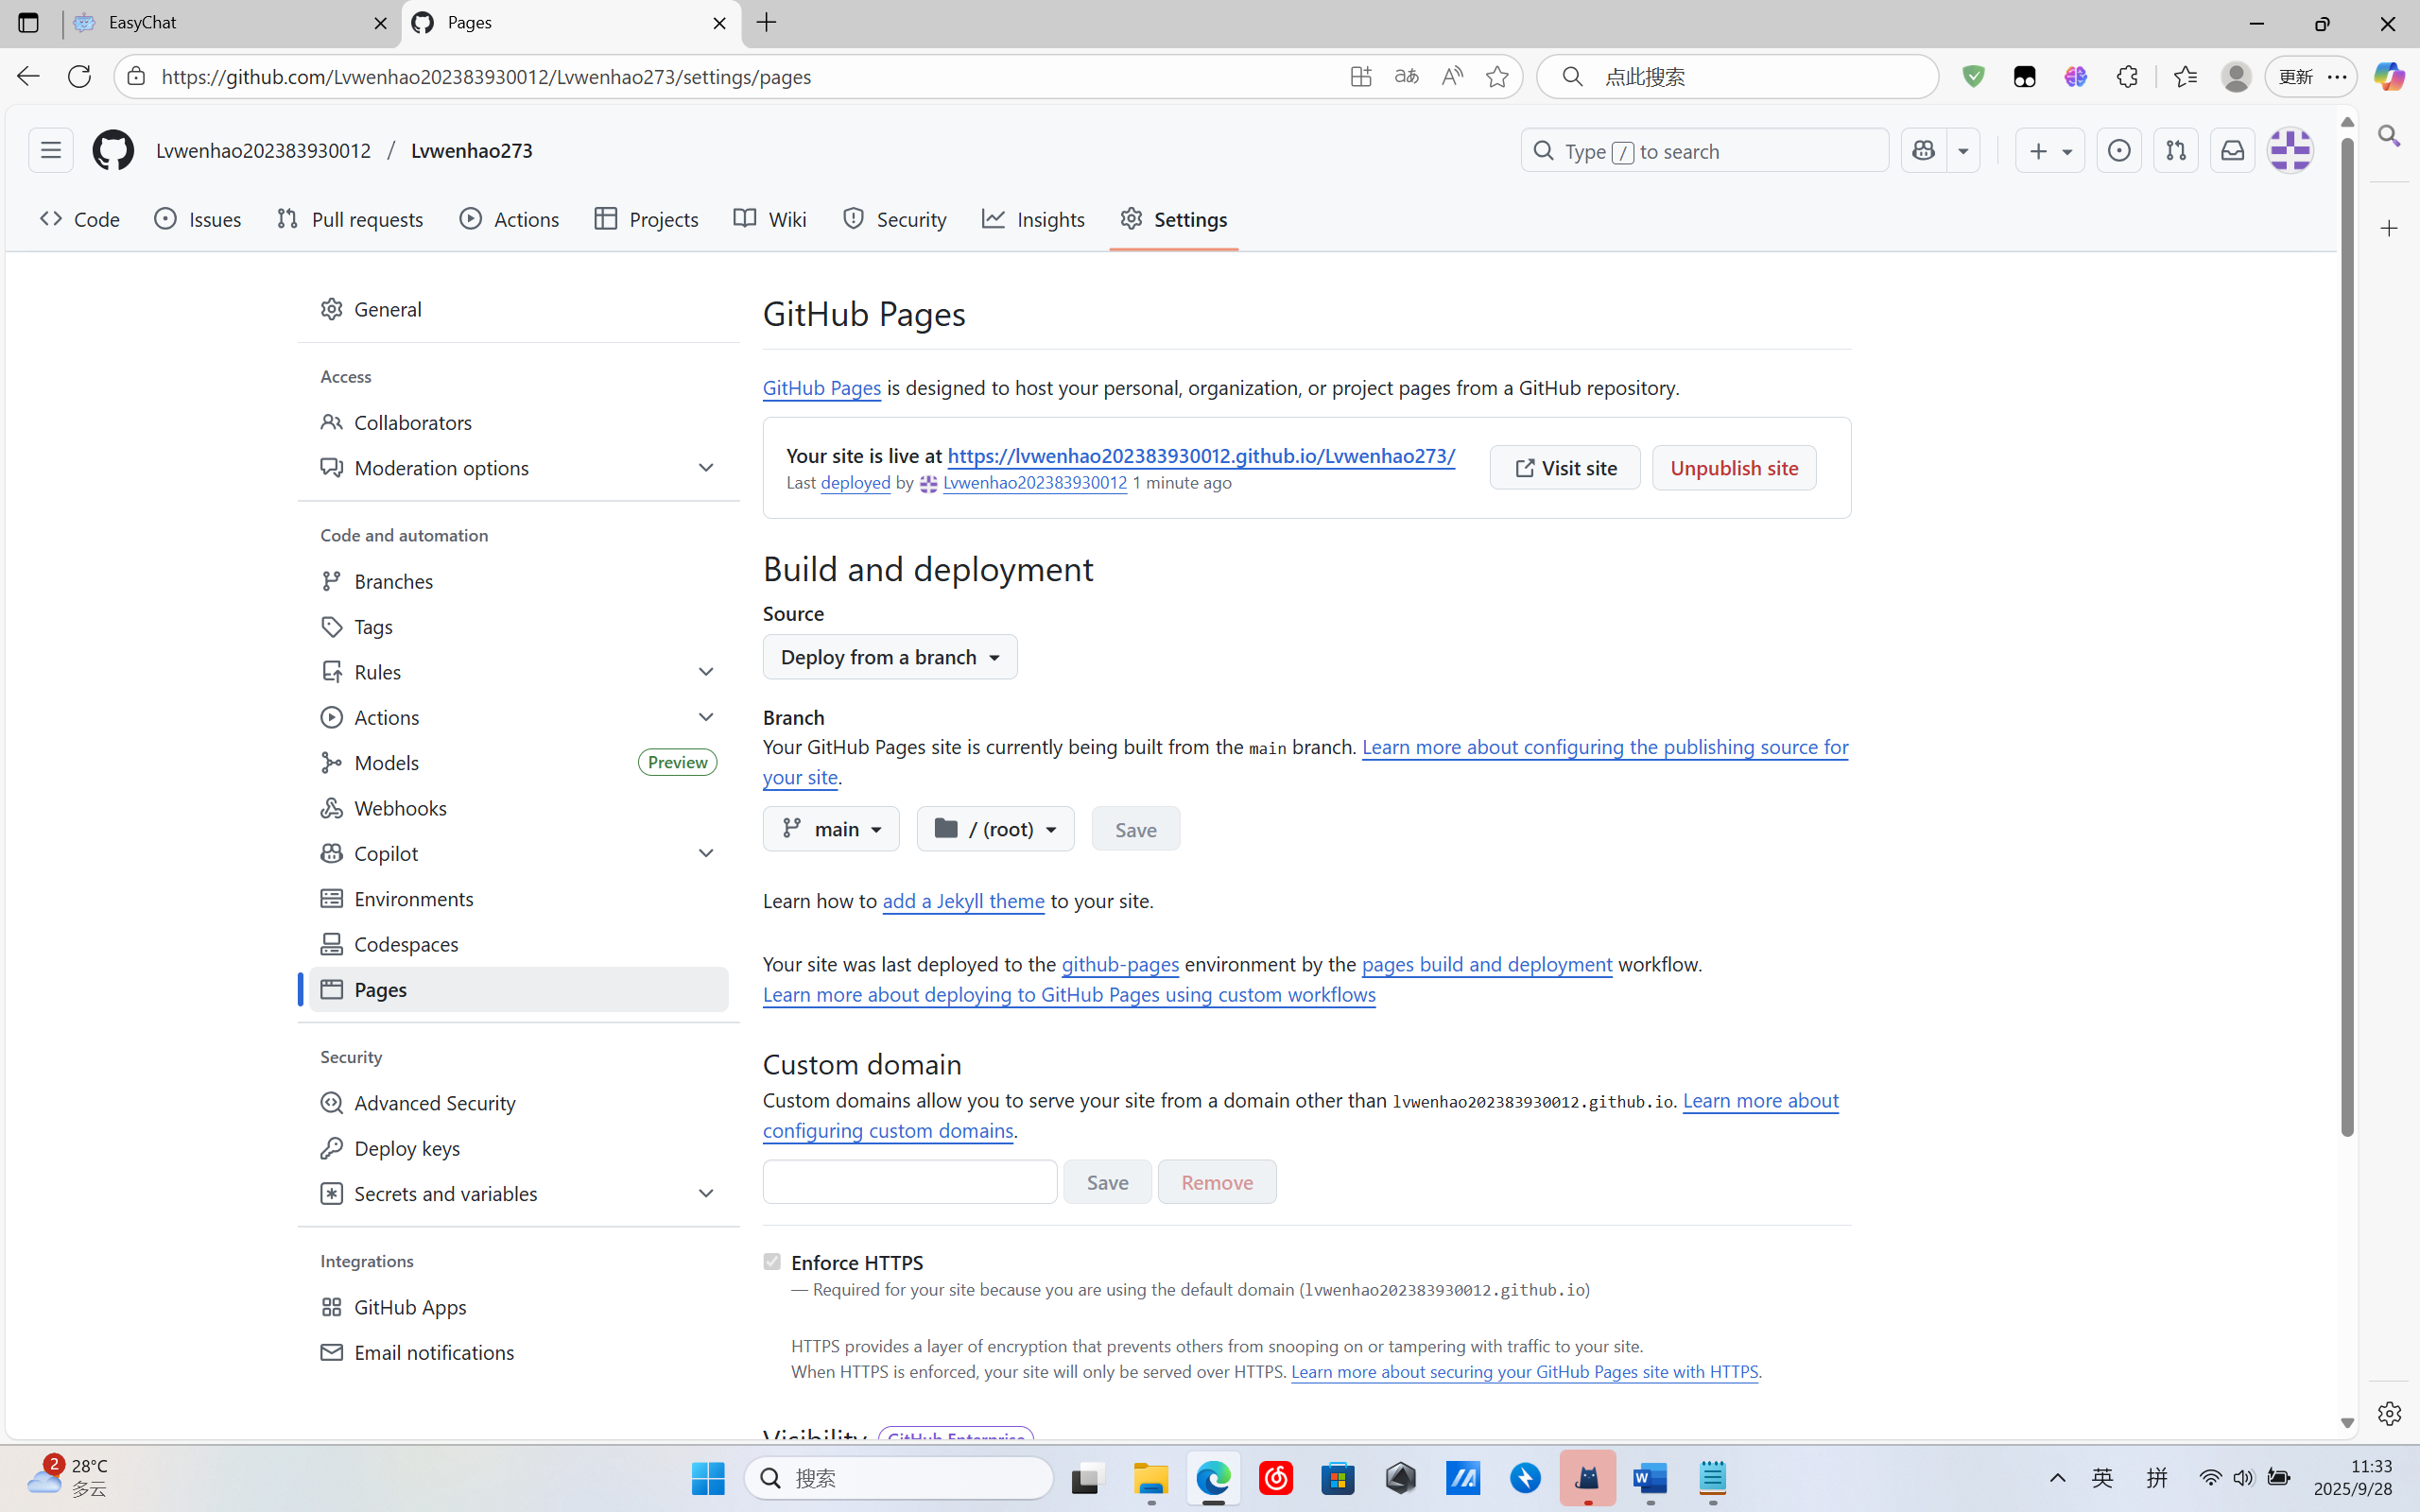 EasyChat
Pages
https://github.com/Lvwenhao202383930012/Lvwenhao273/settings/pages
aあ
A
点此搜索
更新
Lvwenhao202383930012 / Lvwenhao273
Type / to search
Code
Issues
Pull requests
Actions
Projects
Wiki
Security
Insights
Settings
General
Access
Collaborators
Moderation options
Code and automation
Branches
Tags
Rules
Actions
Models
Preview
Webhooks
Copilot
Environments
Codespaces
Pages
Security
Advanced Security
Deploy keys
Secrets and variables
Integrations
GitHub Apps
Email notifications
GitHub Pages
GitHub Pages is designed to host your personal, organization, or project pages from a GitHub repository.
Your site is live at https://lvwenhao202383930012.github.io/Lvwenhao273/
Last deployed by Lvwenhao202383930012 1 minute ago
Visit site
Unpublish site
Build and deployment
Source
Deploy from a branch
Branch
Your GitHub Pages site is currently being built from the main branch. Learn more about configuring the publishing source for
your site.
main
/ (root)
Save
Learn how to add a Jekyll theme to your site.
Your site was last deployed to the github-pages environment by the pages build and deployment workflow.
Learn more about deploying to GitHub Pages using custom workflows
Custom domain
Custom domains allow you to serve your site from a domain other than lvwenhao202383930012.github.io. Learn more about
configuring custom domains.
Save
Remove
Enforce HTTPS
— Required for your site because you are using the default domain (lvwenhao202383930012.github.io)
HTTPS provides a layer of encryption that prevents others from snooping on or tampering with traffic to your site.
When HTTPS is enforced, your site will only be served over HTTPS. Learn more about securing your GitHub Pages site with HTTPS.
Visibility GitHub Enterprise
2
28°C
多云
搜索
W
英
拼
11:33
2025/9/28